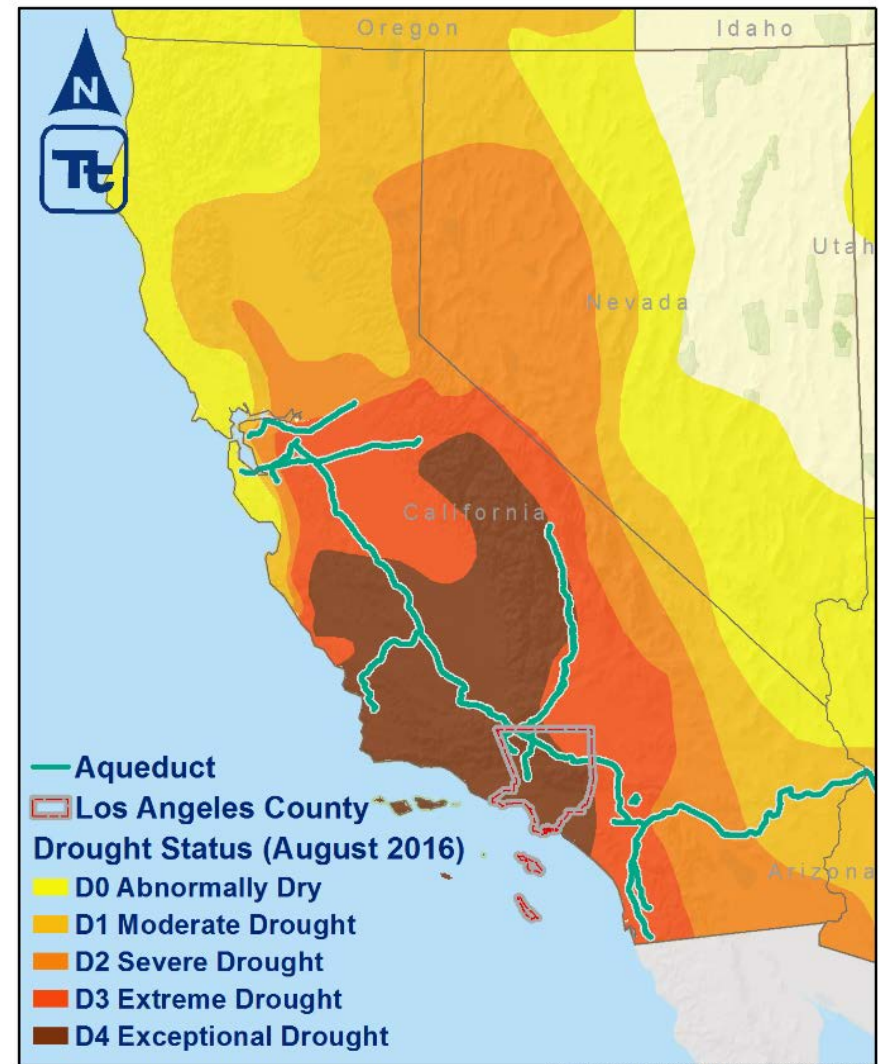 Oregon
Idaho
N
Tt
Utah
Nevada
California
Arizona
Aqueduct
Los Angeles County
Drought Status (August 2016)
D0 Abnormally Dry
D1 Moderate Drought
D2 Severe Drought
D3 Extreme Drought
D4 Exceptional Drought